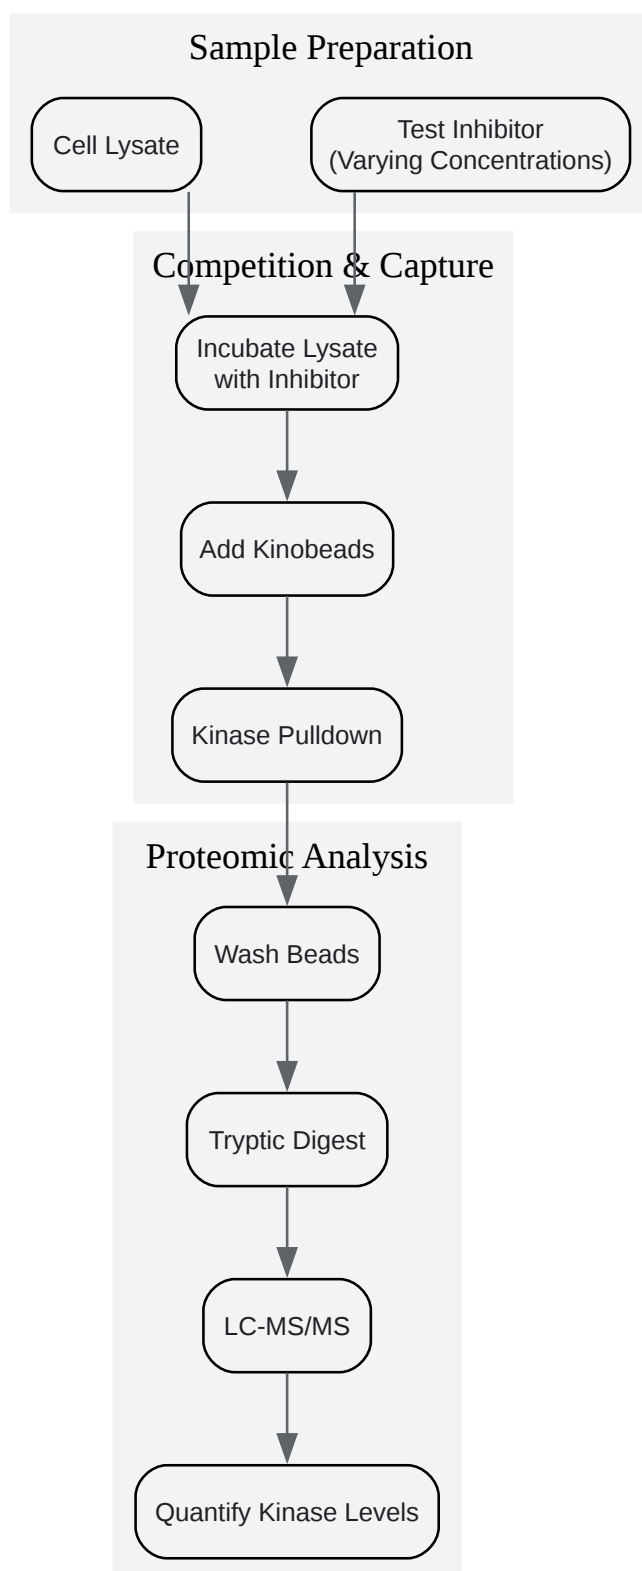 Sample Preparation
Cell Lysate
Test Inhibitor
(Varying Concentrations)
Competition & Capture
Incubate Lysate
with Inhibitor
Add Kinobeads
Kinase Pulldown
Proteomic Analysis
Wash Beads
Tryptic Digest
LC-MS/MS
Quantify Kinase Levels